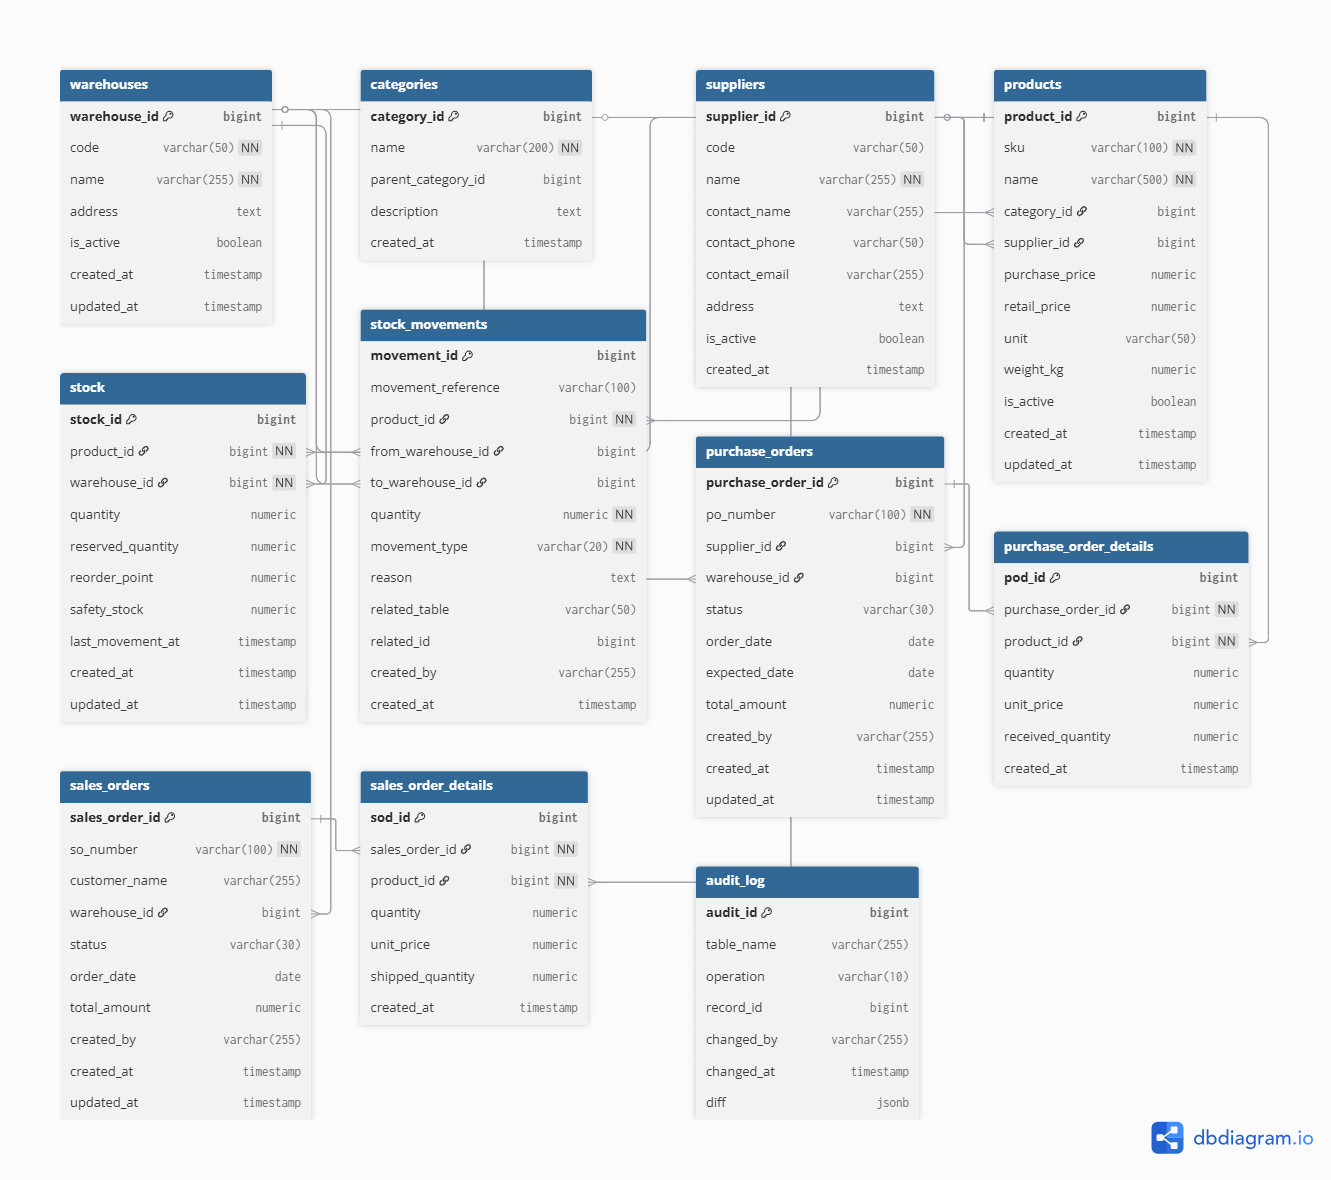 warehouses
warehouse_id bigint
code varchar(50) NN
name varchar(255) NN
address text
is_active boolean
created_at timestamp
updated_at timestamp
categories
category_id bigint
name varchar(200) NN
parent_category_id bigint
description text
created_at timestamp
suppliers
supplier_id bigint
code varchar(50)
name varchar(255) NN
contact_name varchar(255)
contact_phone varchar(50)
contact_email varchar(255)
address text
is_active boolean
created_at timestamp
products
product_id bigint
sku varchar(100) NN
name varchar(500) NN
category_id bigint
supplier_id bigint
purchase_price numeric
retail_price numeric
unit varchar(50)
weight_kg numeric
is_active boolean
created_at timestamp
updated_at timestamp
stock
stock_id bigint
product_id bigint NN
warehouse_id bigint NN
quantity numeric
reserved_quantity numeric
reorder_point numeric
safety_stock numeric
last_movement_at timestamp
created_at timestamp
updated_at timestamp
stock_movements
movement_id bigint
movement_reference varchar(100)
product_id bigint NN
from_warehouse_id bigint
to_warehouse_id bigint
quantity numeric NN
movement_type varchar(20) NN
reason text
related_table varchar(50)
related_id bigint
created_by varchar(255)
created_at timestamp
purchase_orders
purchase_order_id bigint
po_number varchar(100) NN
supplier_id bigint
warehouse_id bigint
status varchar(30)
order_date date
expected_date date
total_amount numeric
created_by varchar(255)
created_at timestamp
updated_at timestamp
purchase_order_details
pod_id bigint
purchase_order_id bigint NN
product_id bigint NN
quantity numeric
unit_price numeric
received_quantity numeric
created_at timestamp
sales_orders
sales_order_id bigint
so_number varchar(100) NN
customer_name varchar(255)
warehouse_id bigint
status varchar(30)
order_date date
total_amount numeric
created_by varchar(255)
created_at timestamp
updated_at timestamp
sales_order_details
sod_id bigint
sales_order_id bigint NN
product_id bigint NN
quantity numeric
unit_price numeric
shipped_quantity numeric
created_at timestamp
audit_log
audit_id bigint
table_name varchar(255)
operation varchar(10)
record_id bigint
changed_by varchar(255)
changed_at timestamp
diff jsonb
dbdiagram.io